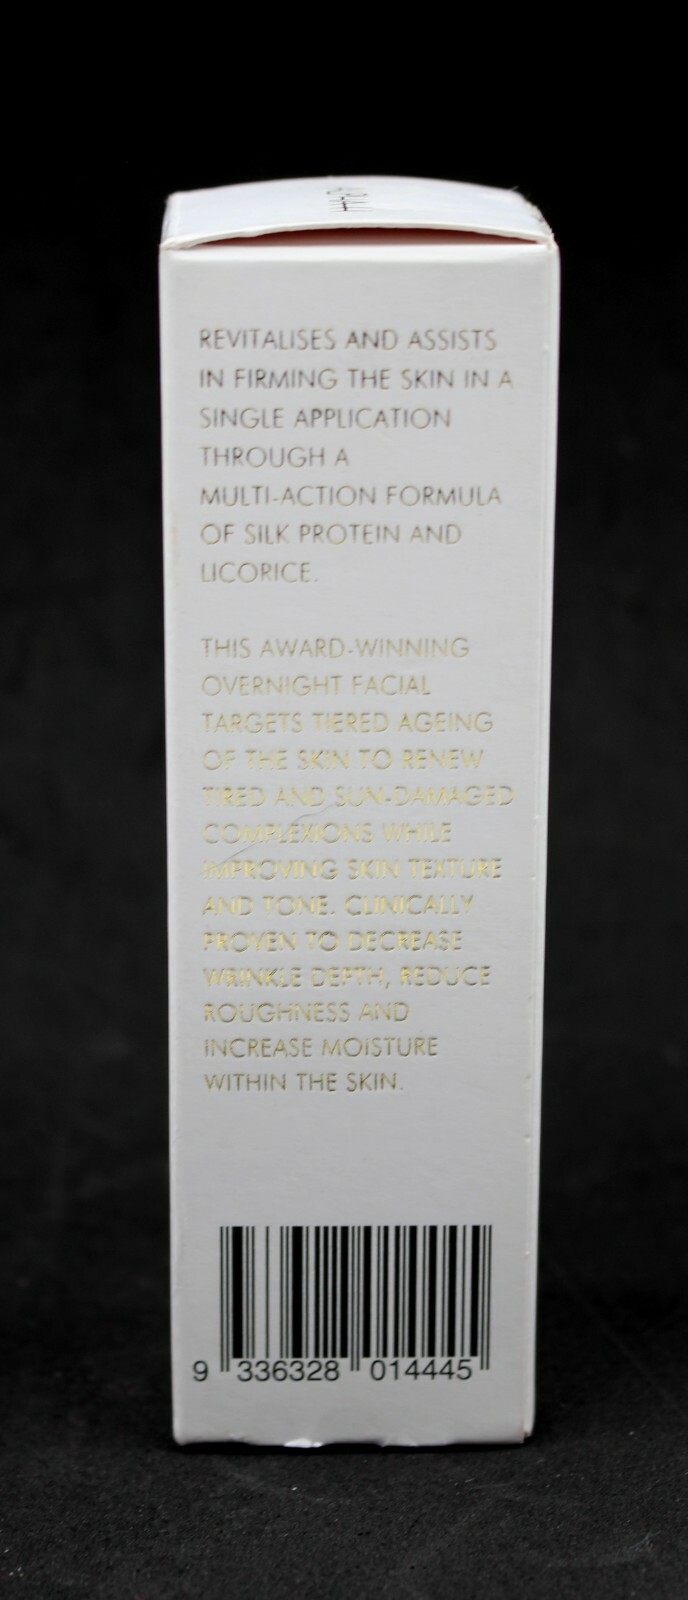 REVITALISES AND ASSISTS
IN FIRMING THE SKIN IN A
SINGLE APPLICATION
THROUGH A
MULTI-ACTION FORMULA
OF SILK PROTEIN AND
LICORICE.
THIS AWARD-WINNING
OVERNIGHT FACIAL
TARGETS TIERED AGEING
OF THE SKIN TO RENEW
TIRED AND SUN-DAMAGED
COMPLEXIONS WHILE
IMPROVING SKIN TEXTURE
AND TONE. CLINICALLY
PROVEN TO DECREASE
WRINKLE DEPTH, REDUCE
ROUGHNESS AND
INCREASE MOISTURE
WITHIN THE SKIN.
9 336328 014445